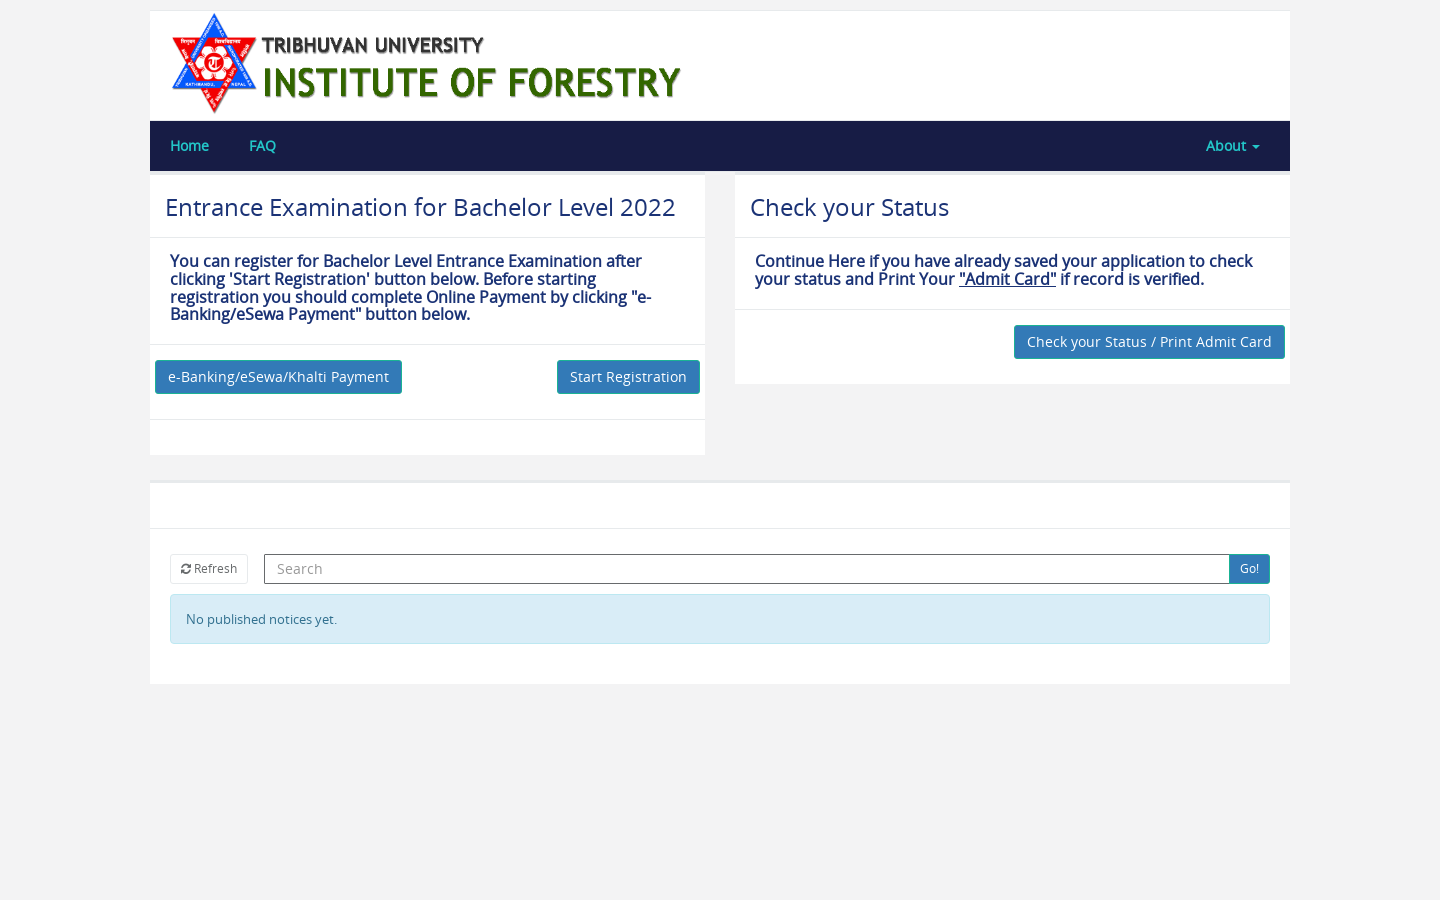 TRIBHUVAN UNIVERSITY
INSTITUTE OF FORESTRY
Home
FAQ
About
Entrance Examination for Bachelor Level 2022
You can register for Bachelor Level Entrance Examination after
clicking 'Start Registration' button below. Before starting
registration you should complete Online Payment by clicking "e-
Banking/eSewa Payment" button below.
e-Banking/eSewa/Khalti Payment
Start Registration
Check your Status
Continue Here if you have already saved your application to check
your status and Print Your "Admit Card" if record is verified.
Check your Status / Print Admit Card
Refresh
Search
Go!
No published notices yet.